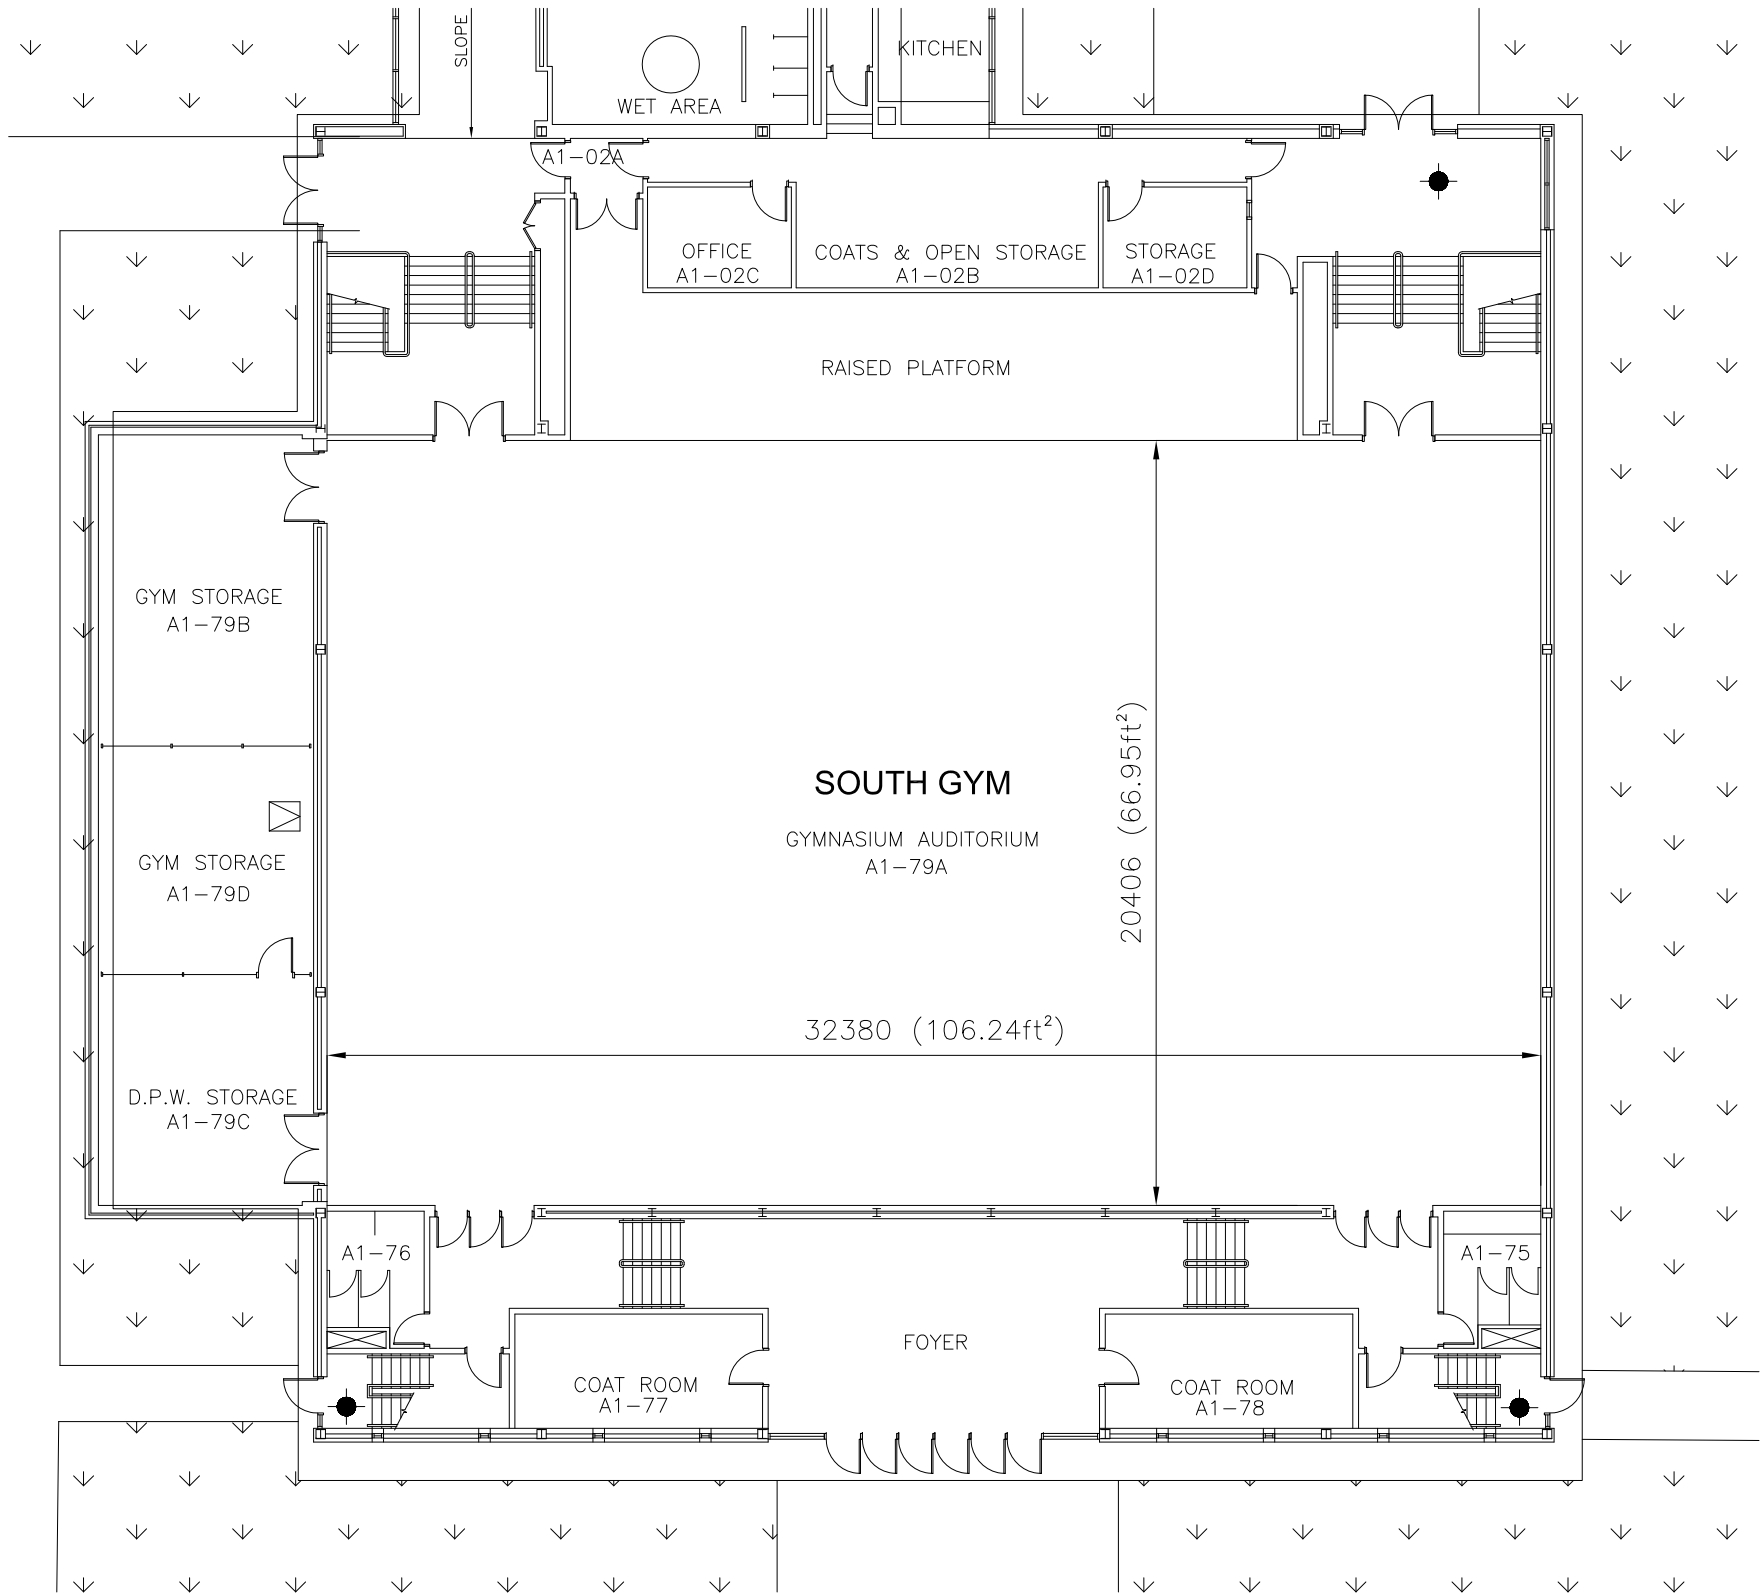 SLOPE
KITCHEN
WET AREA
A1-02A
OFFICE
A1-02C
COATS & OPEN STORAGE
A1-02B
STORAGE
A1-02D
RAISED PLATFORM
GYM STORAGE
A1-79B
SOUTH GYM
GYMNASIUM AUDITORIUM
A1-79A
20406 (66.95ft²)
GYM STORAGE
A1-79D
32380 (106.24ft²)
D.P.W. STORAGE
A1-79C
A1-76
A1-75
FOYER
COAT ROOM
A1-77
COAT ROOM
A1-78